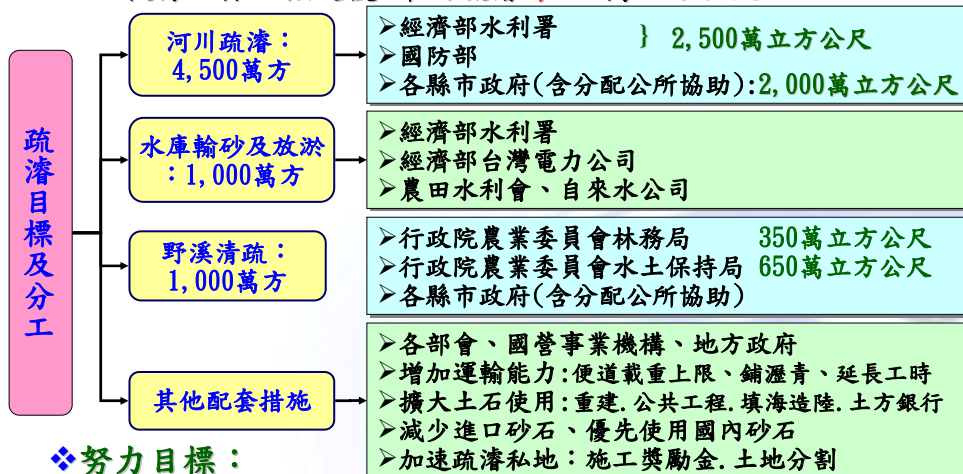 疏濬目標及分工
河川疏濬：
4,500萬方
➢經濟部水利署
➢國防部
} 2,500萬立方公尺
➢各縣市政府(含分配公所協助):2,000萬立方公尺
水庫輸砂及放淤
：1,000萬方
➢經濟部水利署
➢經濟部台灣電力公司
➢農田水利會、自來水公司
野溪清疏：
1,000萬方
➢行政院農業委員會林務局 350萬立方公尺
➢行政院農業委員會水土保持局 650萬立方公尺
➢各縣市政府(含分配公所協助)
其他配套措施
➢各部會、國營事業機構、地方政府
➢增加運輸能力:便道載重上限、鋪瀝青、延長工時
➢擴大土石使用:重建.公共工程.填海造陸.土方銀行
➢減少進口砂石、優先使用國內砂石
➢加速疏濬私地：施工獎勵金.土地分割
❖努力目標：